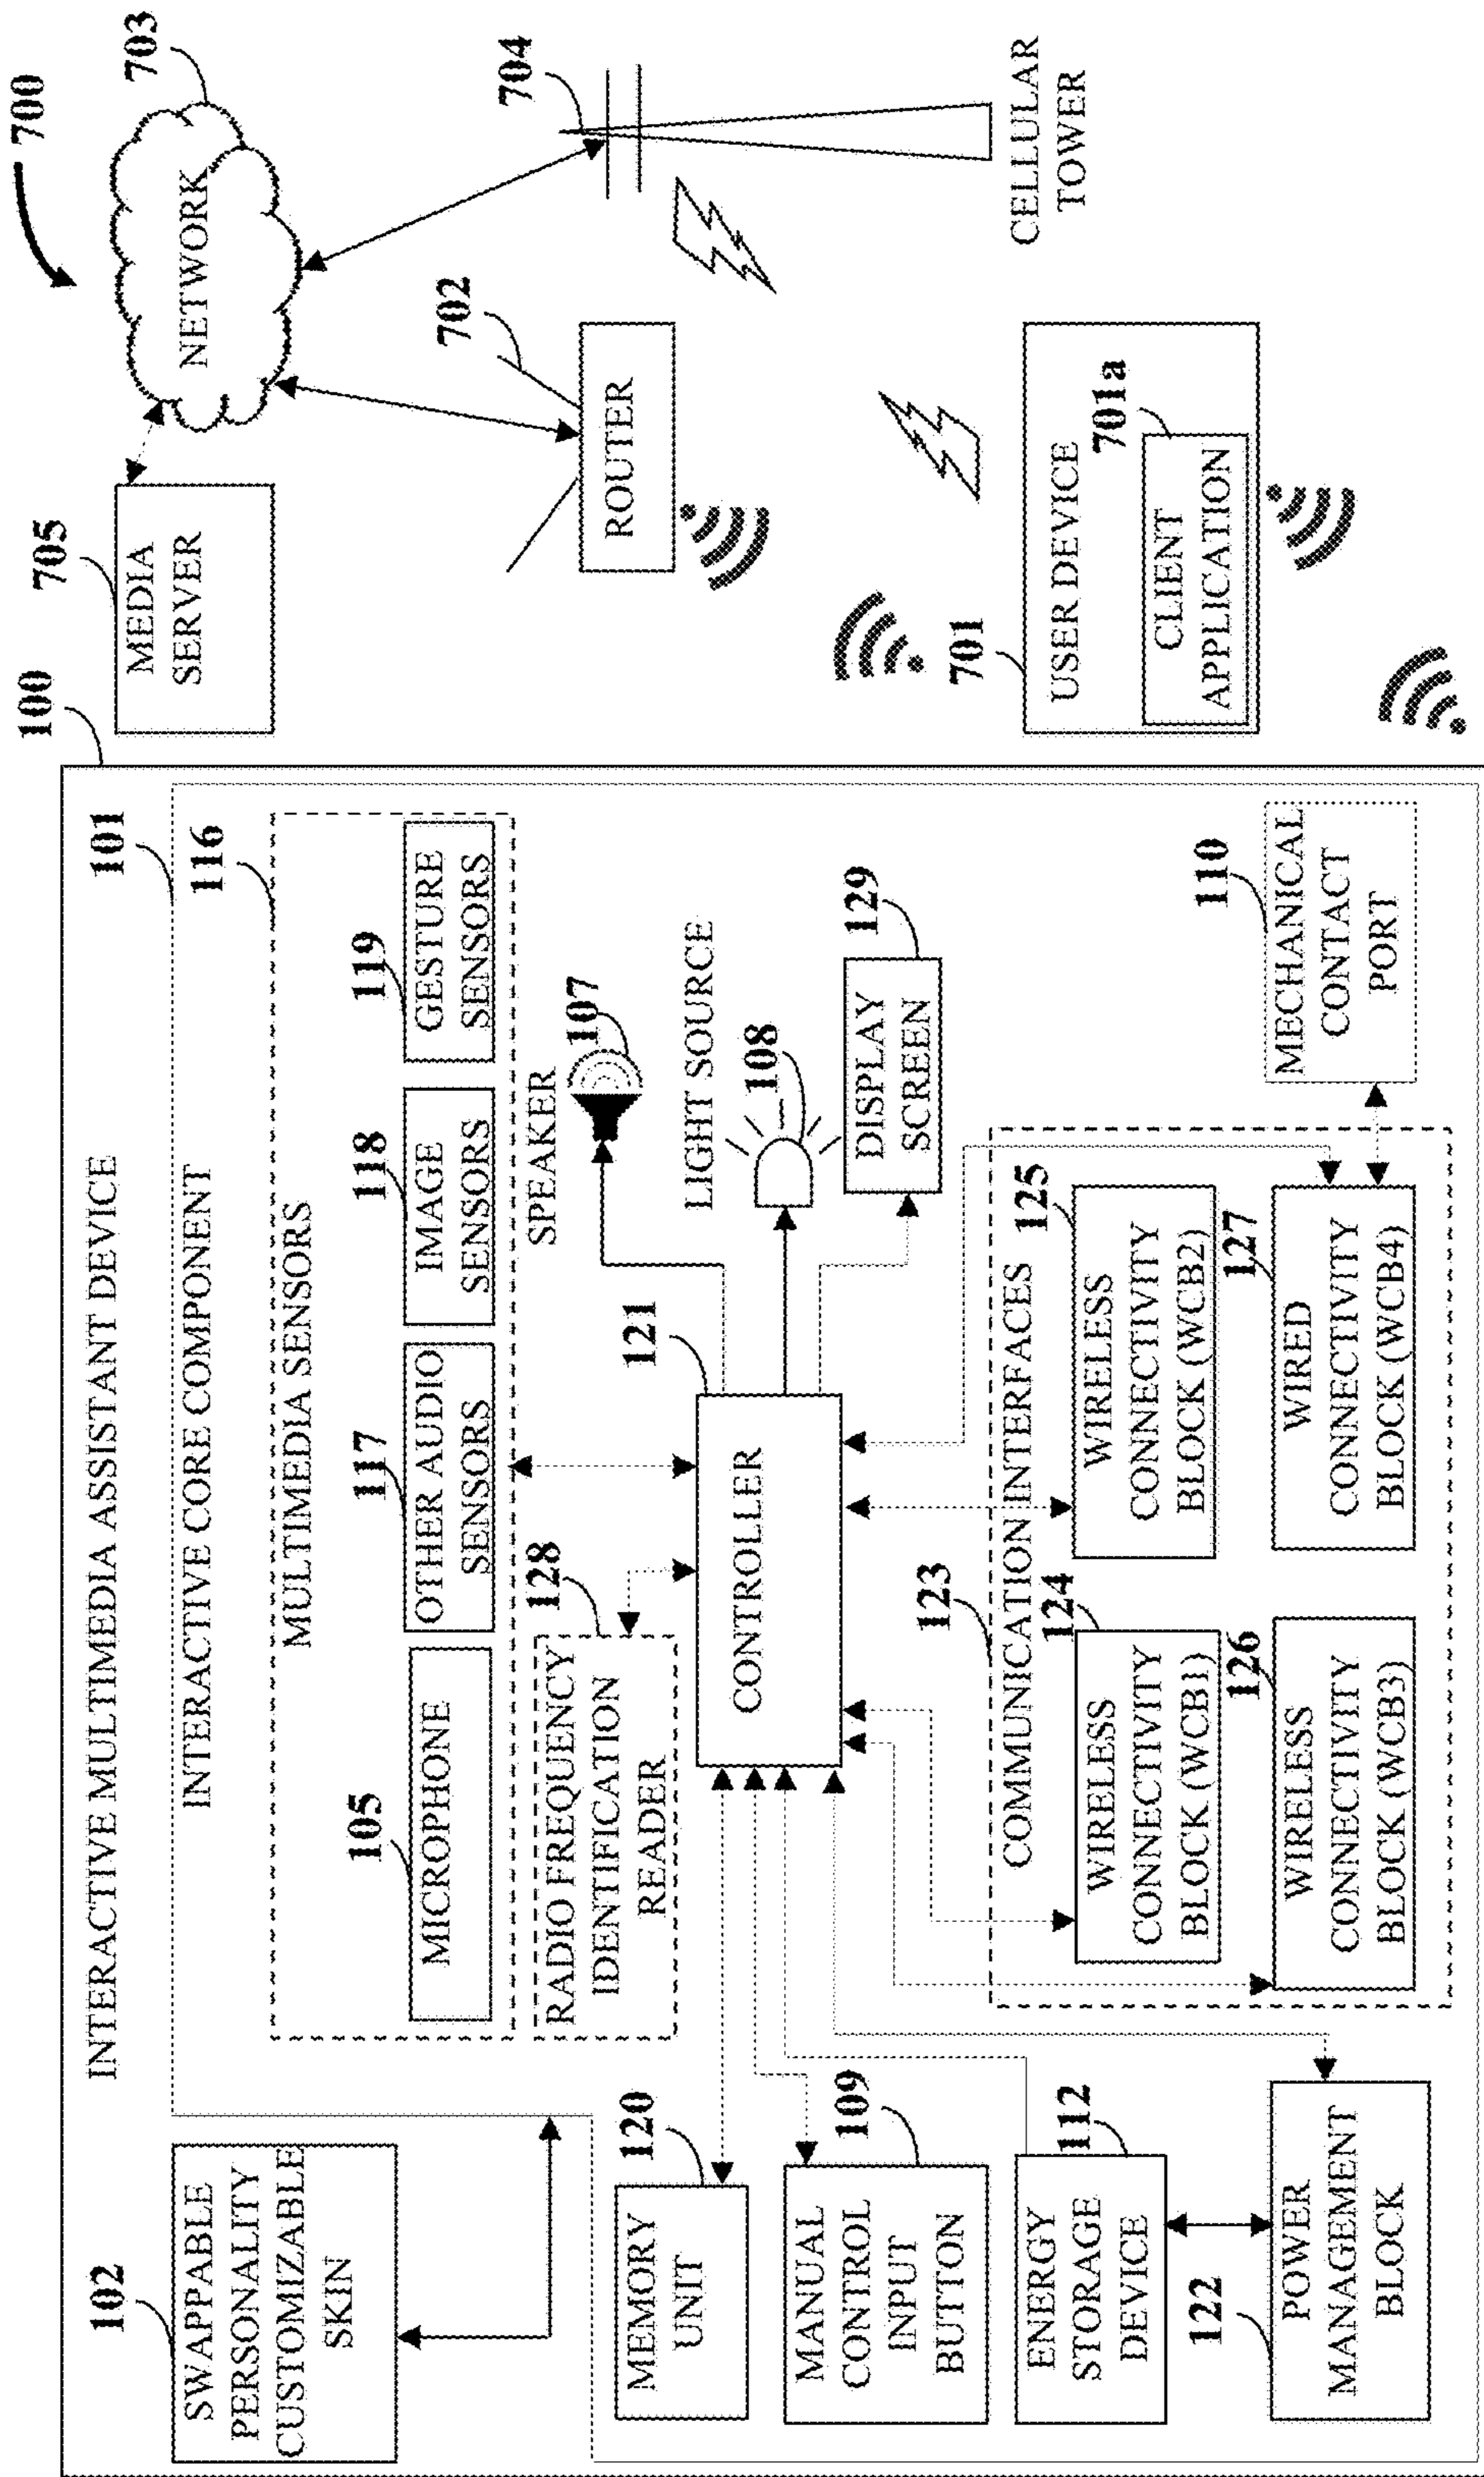 700
INTERACTIVE MULTIMEDIA ASSISTANT DEVICE
100
102
SWAPPABLE
PERSONALITY
CUSTOMIZABLE
SKIN
INTERACTIVE CORE COMPONENT
101
116
MULTIMEDIA SENSORS
105
MICROPHONE
117
OTHER AUDIO
SENSORS
118
IMAGE
SENSORS
119
GESTURE
SENSORS
128
RADIO FREQUENCY
IDENTIFICATION
READER
SPEAKER
107
LIGHT SOURCE
108
129
DISPLAY
SCREEN
121
CONTROLLER
120
MEMORY
UNIT
109
MANUAL
CONTROL
INPUT
BUTTON
112
ENERGY
STORAGE
DEVICE
122
POWER
MANAGEMENT
BLOCK
123
COMMUNICATION INTERFACES
124
WIRELESS
CONNECTIVITY
BLOCK (WCB1)
125
WIRELESS
CONNECTIVITY
BLOCK (WCB2)
126
WIRELESS
CONNECTIVITY
BLOCK (WCB3)
127
WIRED
CONNECTIVITY
BLOCK (WCB4)
110
MECHANICAL
CONTACT
PORT
705
MEDIA
SERVER
703
NETWORK
702
ROUTER
704
CELLULAR
TOWER
701
USER DEVICE
701a
CLIENT
APPLICATION